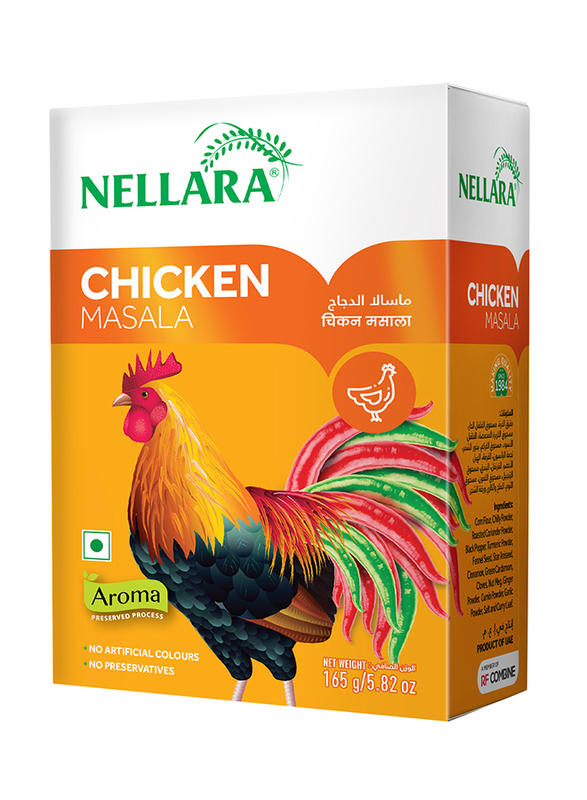 NELLARA®
CHICKEN
MASALA
ماسالا الدجاج
चिकन मसाला
Aroma
PRESERVED PROCESS
• NO ARTIFICIAL COLOURS
• NO PRESERVATIVES
NET WEIGHT - الوزن الصافي
165 g/5.82 oz
NELLARA®
CHICKEN
MASALA
SINCE
1984
المكونات:
Ingredients:
Corn Flour, Chilly Powder,
Roasted Coriander Powder,
Black Pepper, Turmeric Powder,
Fennel Seed, Star Aniseed,
Cinnamon, Green Cardamom,
Cloves, Nut Meg, Ginger
Powder, Cumin Powder, Garlic
Powder, Salt and Curry Leaf.
PRODUCT OF UAE
A MEMBER OF
RF COMBINE